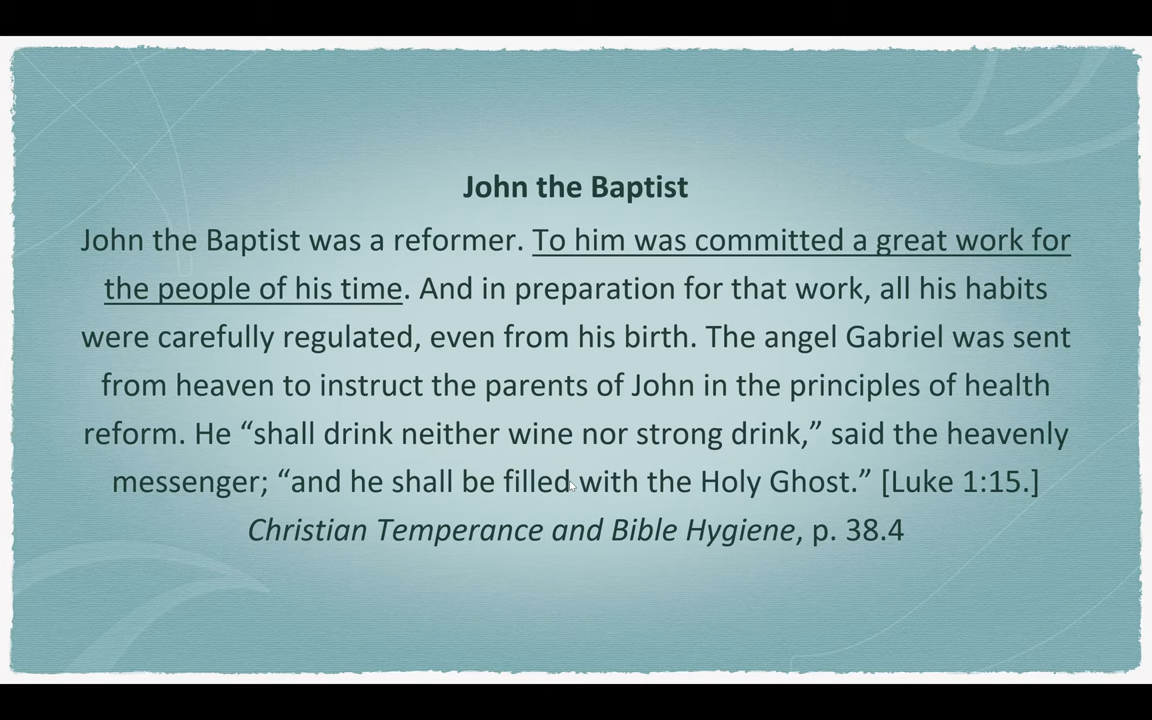 John the Baptist
John the Baptist was a reformer. To him was committed a great work for
the people of his time. And in preparation for that work, all his habits
were carefully regulated, even from his birth. The angel Gabriel was sent
from heaven to instruct the parents of John in the principles of health
reform. He “shall drink neither wine nor strong drink,” said the heavenly
messenger; “and he shall be filled with the Holy Ghost.” [Luke 1:15.]
Christian Temperance and Bible Hygiene, p. 38.4